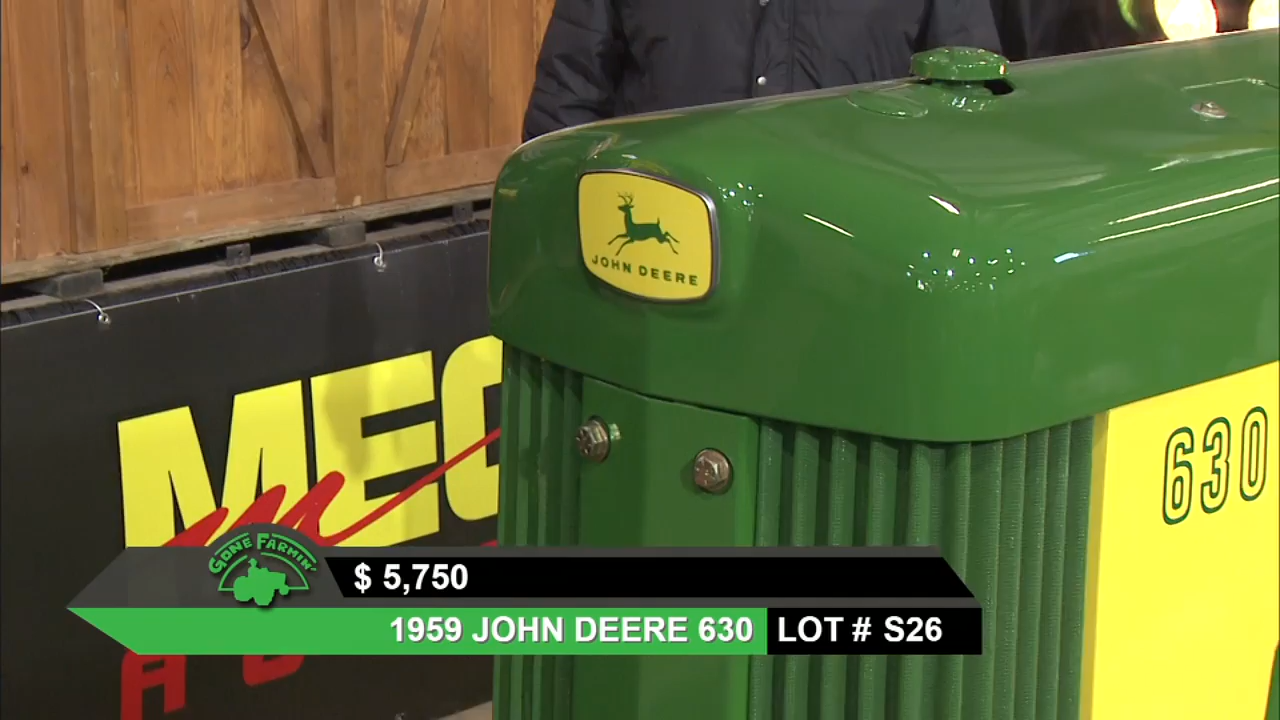 JOHN DEERE
630
MEC
GONE FARMIN'
$ 5,750
1959 JOHN DEERE 630 LOT # S26